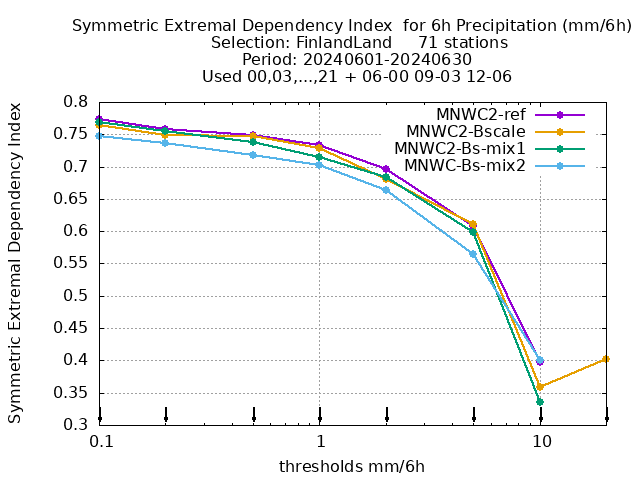 Symmetric Extremal Dependency Index  for 6h Precipitation (mm/6h)
Selection: FinlandLand     71 stations
Period: 20240601-20240630
Used 00,03,...,21 + 06-00 09-03 12-06
Symmetric Extremal Dependency Index
0.8
0.75
0.7
0.65
0.6
0.55
0.5
0.45
0.4
0.35
0.3
MNWC2-ref
MNWC2-Bscale
MNWC2-Bs-mix1
MNWC-Bs-mix2
0.1 1 10
thresholds mm/6h